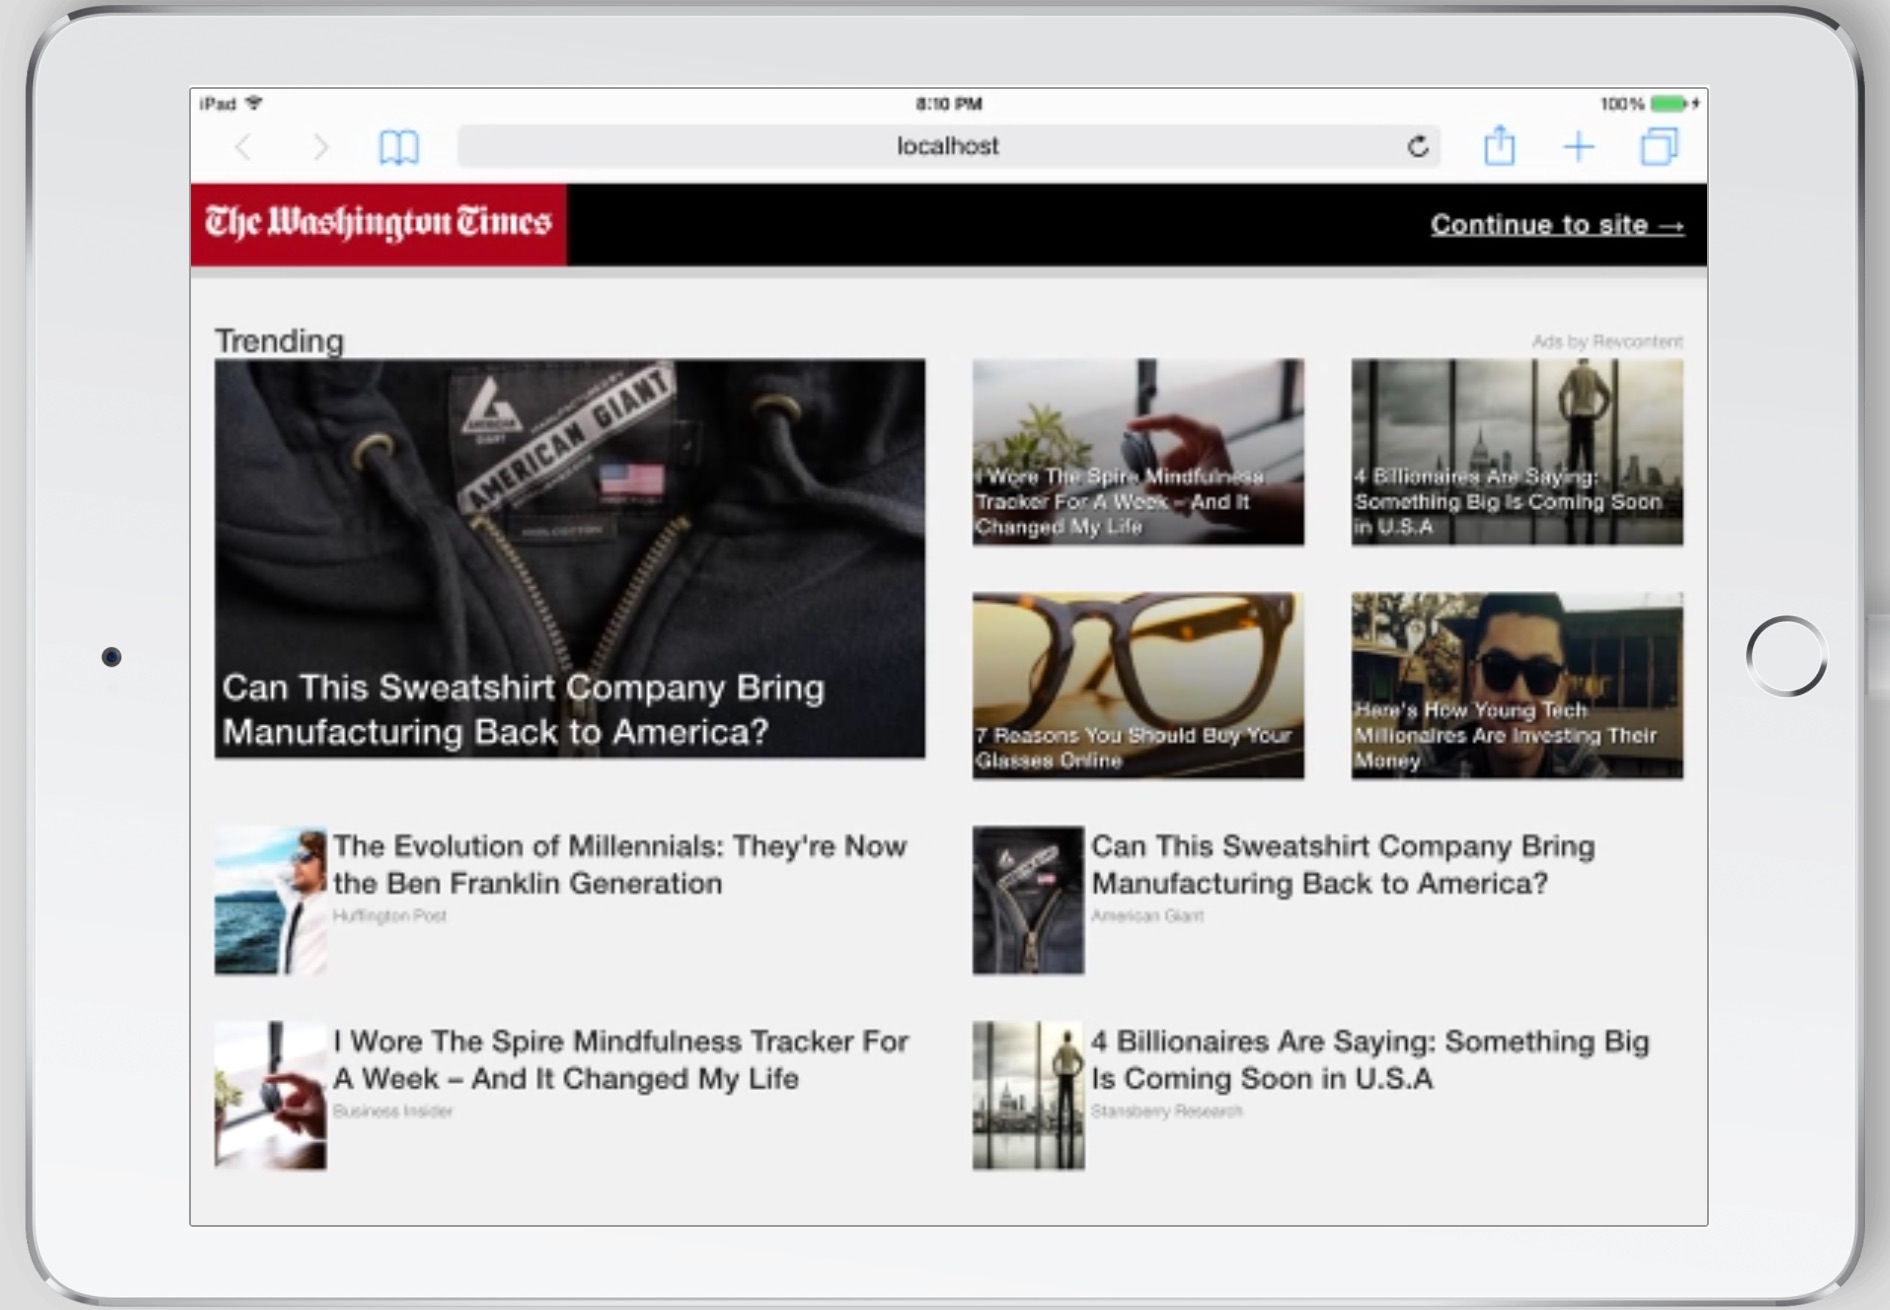 iPad
8:10 PM
100%
localhost
The Washington Times
Continue to site →
Trending
Ads by Revcontent
AMERICAN GIANT
Can This Sweatshirt Company Bring
Manufacturing Back to America?
I Wore The Spire Mindfulness
Tracker For A Week – And It
Changed My Life
4 Billionaires Are Saying:
Something Big Is Coming Soon
in U.S.A
7 Reasons You Should Buy Your
Glasses Online
Here's How Young Tech
Millionaires Are Investing Their
Money
The Evolution of Millennials: They're Now
the Ben Franklin Generation
Huffington Post
Can This Sweatshirt Company Bring
Manufacturing Back to America?
American Giant
I Wore The Spire Mindfulness Tracker For
A Week – And It Changed My Life
Business Insider
4 Billionaires Are Saying: Something Big
Is Coming Soon in U.S.A
Stansberry Research